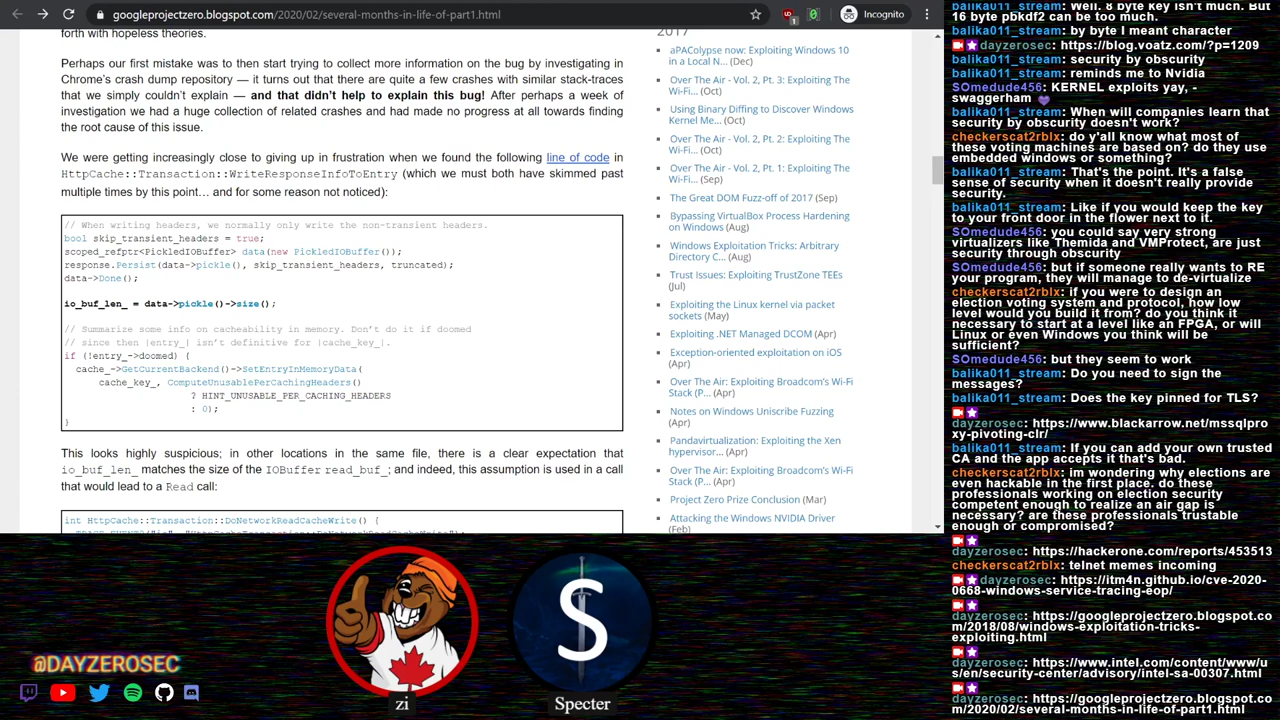 googleprojectzero.blogspot.com/2020/02/several-months-in-life-of-part1.html
1
Incognito
forth with hopeless theories.
Perhaps our first mistake was to then start trying to collect more information on the bug by investigating in
Chrome's crash dump repository — it turns out that there are quite a few crashes with similar stack-traces
that we simply couldn't explain — and that didn't help to explain this bug! After perhaps a week of
investigation we had a huge collection of related crashes and had made no progress at all towards finding
the root cause of this issue.
We were getting increasingly close to giving up in frustration when we found the following line of code in
HttpCache::Transaction::WriteResponseInfoToEntry (which we must both have skimmed past
multiple times by this point… and for some reason not noticed):
// When writing headers, we normally only write the non-transient headers.
bool skip_transient_headers = true;
scoped_refptr<PickledIOBuffer> data(new PickledIOBuffer());
response.Persist(data->pickle(), skip_transient_headers, truncated);
data->Done();
io_buf_len_ = data->pickle()->size();
// Summarize some info on cacheability in memory. Don't do it if doomed
// since then |entry_| isn't definitive for |cache_key_|.
if (!entry_->doomed) {
cache_->GetCurrentBackend()->SetEntryInMemoryData(
cache_key_, ComputeUnusablePerCachingHeaders()
? HINT_UNUSABLE_PER_CACHING_HEADERS
: 0);
}
This looks highly suspicious; in other locations in the same file, there is a clear expectation that
io_buf_len_ matches the size of the IOBuffer read_buf_; and indeed, this assumption is used in a call
that would lead to a Read call:
int HttpCache::Transaction::DoNetworkReadCacheWrite() {
2017
aPAColypse now: Exploiting Windows 10
in a Local N... (Dec)
Over The Air - Vol. 2, Pt. 3: Exploiting The
Wi-Fi... (Oct)
Using Binary Diffing to Discover Windows
Kernel Me... (Oct)
Over The Air - Vol. 2, Pt. 2: Exploiting The
Wi-Fi... (Oct)
Over The Air - Vol. 2, Pt. 1: Exploiting The
Wi-Fi... (Sep)
The Great DOM Fuzz-off of 2017 (Sep)
Bypassing VirtualBox Process Hardening
on Windows (Aug)
Windows Exploitation Tricks: Arbitrary
Directory C... (Aug)
Trust Issues: Exploiting TrustZone TEEs
(Jul)
Exploiting the Linux kernel via packet
sockets (May)
Exploiting .NET Managed DCOM (Apr)
Exception-oriented exploitation on iOS
(Apr)
Over The Air: Exploiting Broadcom's Wi-Fi
Stack (P... (Apr)
Notes on Windows Uniscribe Fuzzing
(Apr)
Pandavirtualization: Exploiting the Xen
hypervisor... (Apr)
Over The Air: Exploiting Broadcom's Wi-Fi
Stack (P... (Apr)
Project Zero Prize Conclusion (Mar)
Attacking the Windows NVIDIA Driver
(Feb)
balika011_stream: Well. 8 byte key isn't much. But
16 byte pbkdf2 can be too much.
balika011_stream: by byte I meant character
dayzerosec: https://blog.voatz.com/?p=1209
balika011_stream: security by obscurity
balika011_stream: reminds me to Nvidia
SOmedude456: KERNEL exploits yay, -
swaggerham
balika011_stream: When will companies learn that
security by obscurity doesn't work?
checkerscat2rblx: do y'all know what most of
these voting machines are based on? do they use
embedded windows or something?
balika011_stream: That's the point. It's a false
sense of security when it doesn't really provide
security.
balika011_stream: Like if you would keep the key
to your front door in the flower next to it.
SOmedude456: you could say very strong
virtualizers like Themida and VMProtect, are just
security through obscurity
SOmedude456: but if someone really wants to RE
your program, they will manage to de-virtualize
checkerscat2rblx: if you were to design an
election voting system and protocol, how low
level would you build it from? do you think it
necessary to start at a level like an FPGA, or will
Linux or even Windows you think will be
sufficient?
SOmedude456: but they seem to work
balika011_stream: Do you need to sign the
messages?
balika011_stream: Does the key pinned for TLS?
dayzerosec: https://www.blackarrow.net/mssqlpro
xy-pivoting-clr/
balika011_stream: If you can add your own trusted
CA and the app accepts it that's bad.
checkerscat2rblx: im wondering why elections
are even hackable in the first place. do these
professionals working on election security
competent enough to realize an air gap is
necessary? are these professionals trustable
enough or compromised?
dayzerosec: https://hackerone.com/reports/453513
checkerscat2rblx: telnet memes incoming
dayzerosec: https://itm4n.github.io/cve-2020-
0668-windows-service-tracing-eop/
dayzerosec: https://googleprojectzero.blogspot.co
m/2018/08/windows-exploitation-tricks-
exploiting.html
dayzerosec: https://www.intel.com/content/www/u
s/en/security-center/advisory/intel-sa-00307.html
dayzerosec: https://googleprojectzero.blogspot.co
m/2020/02/several-months-in-life-of-part1.html
@DAYZEROSEC
zi
S
Specter